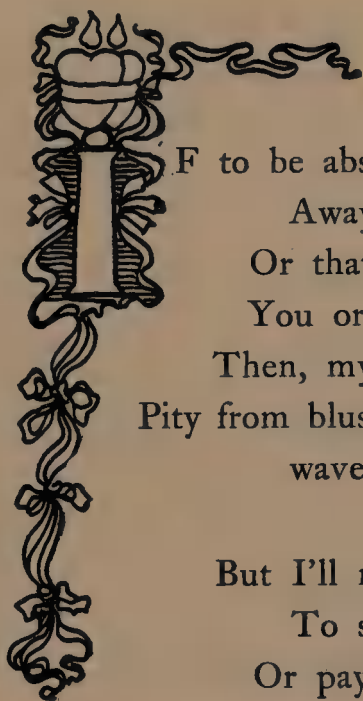 IF to be abs
Away
Or that
You or
Then, my
Pity from blus
wave
But I'll
To s
Or pay